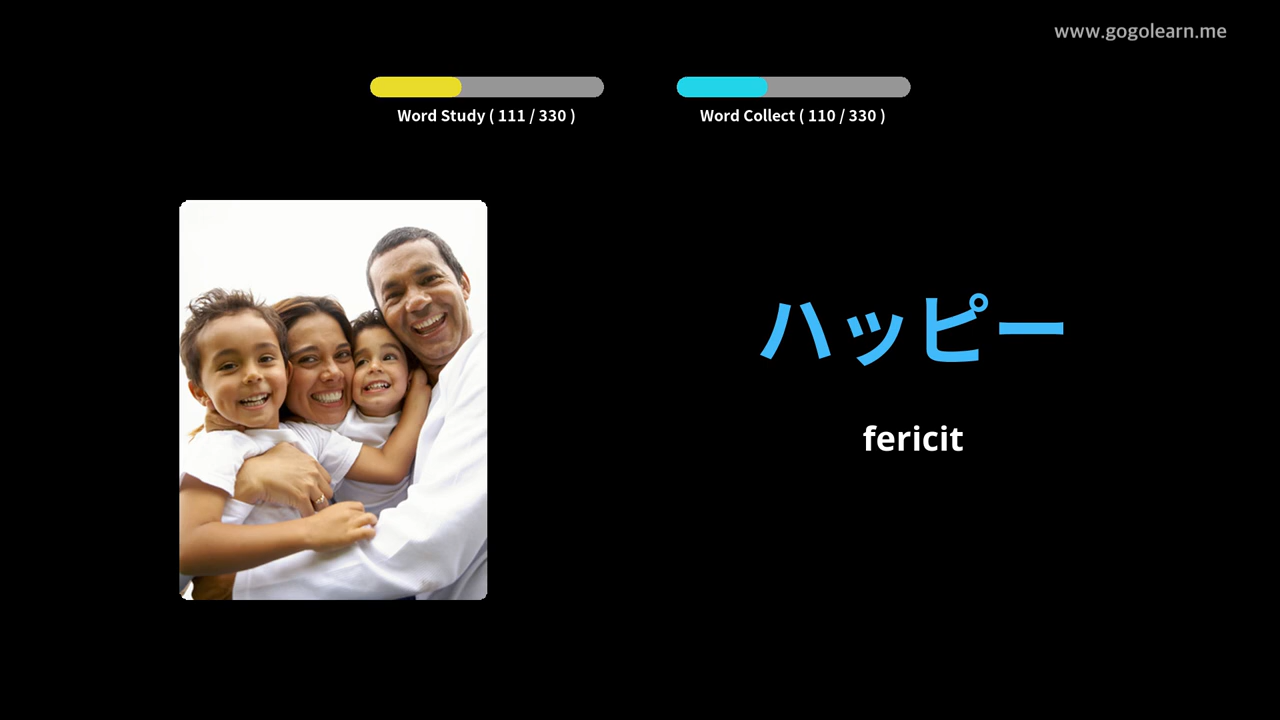 www.gogolearn.me
Word Study ( 111 / 330 )
Word Collect ( 110 / 330 )
ハッピー
fericit